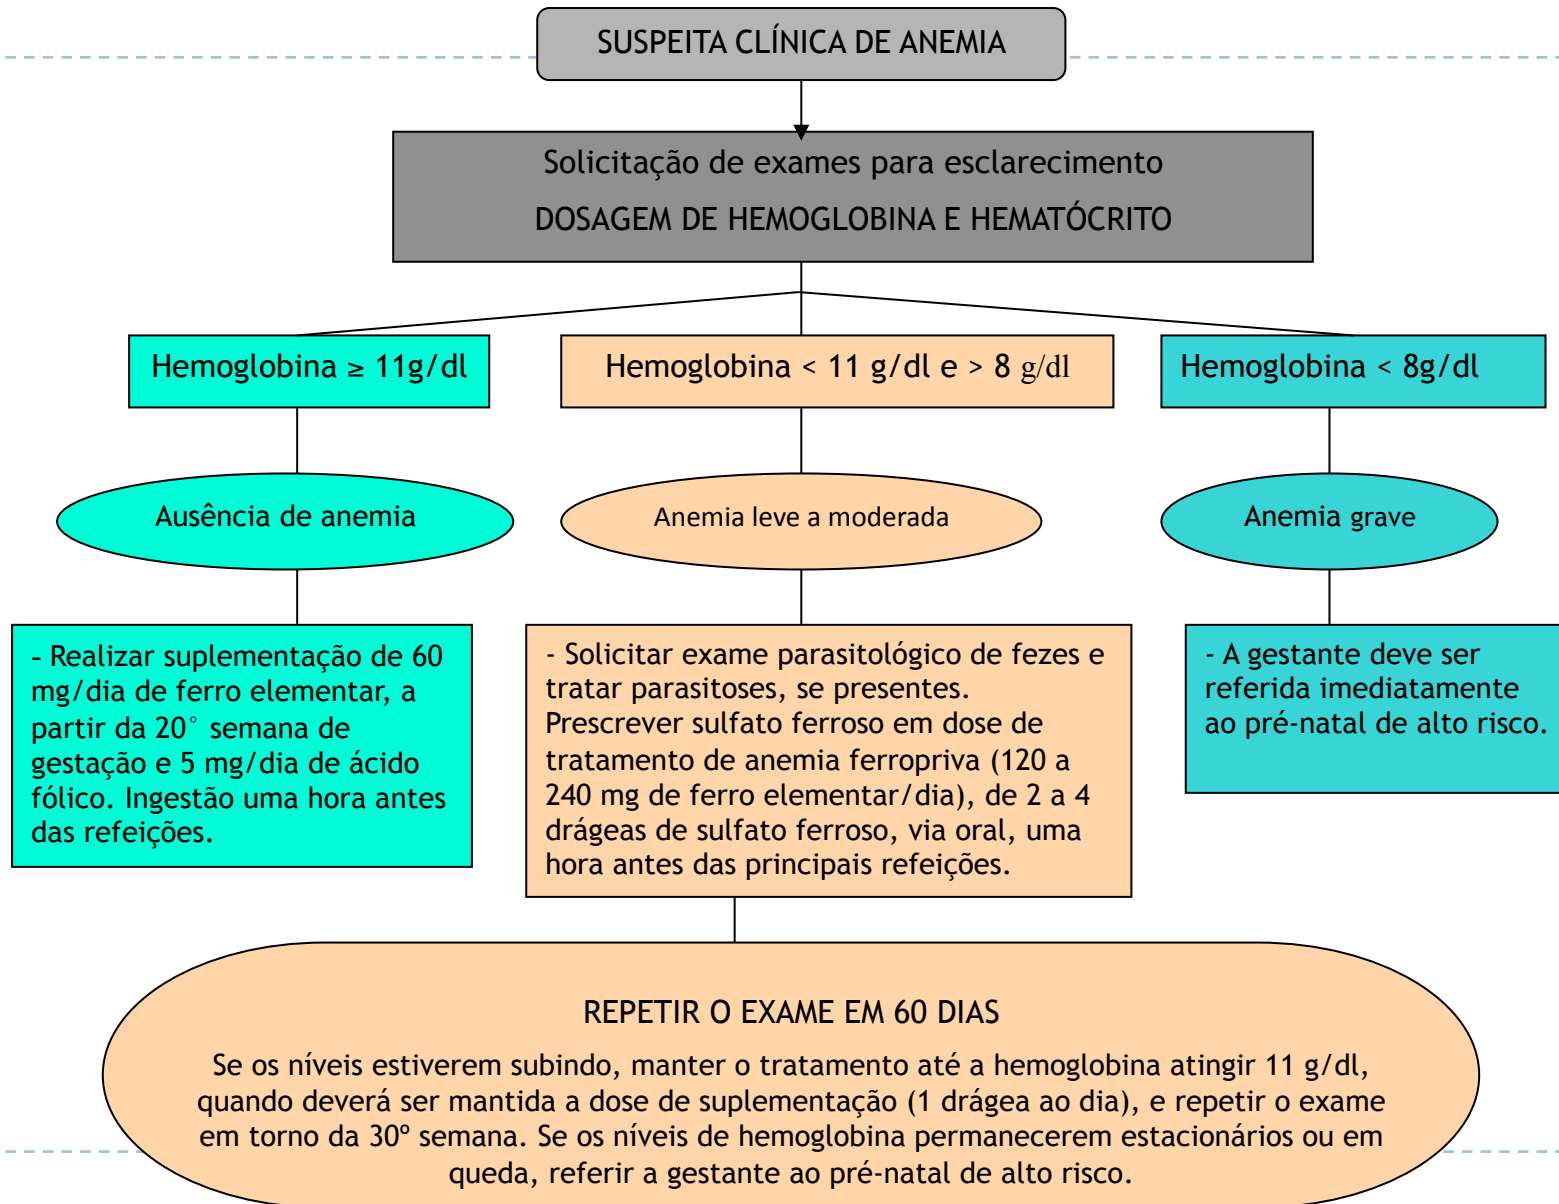 SUSPEITA CLÍNICA DE ANEMIA
Solicitação de exames para esclarecimento
DOSAGEM DE HEMOGLOBINA E HEMATÓCRITO
Hemoglobina ≥ 11g/dl
Hemoglobina < 11 g/dl e > 8 g/dl
Hemoglobina < 8g/dl
Ausência de anemia
Anemia leve a moderada
Anemia grave
- Realizar suplementação de 60
mg/dia de ferro elementar, a
partir da 20° semana de
gestação e 5 mg/dia de ácido
fólico. Ingestão uma hora antes
das refeições.
- Solicitar exame parasitológico de fezes e
tratar parasitoses, se presentes.
Prescrever sulfato ferroso em dose de
tratamento de anemia ferropriva (120 a
240 mg de ferro elementar/dia), de 2 a 4
drágeas de sulfato ferroso, via oral, uma
hora antes das principais refeições.
- A gestante deve ser
referida imediatamente
ao pré-natal de alto risco.
REPETIR O EXAME EM 60 DIAS
Se os níveis estiverem subindo, manter o tratamento até a hemoglobina atingir 11 g/dl,
quando deverá ser mantida a dose de suplementação (1 drágea ao dia), e repetir o exame
em torno da 30º semana. Se os níveis de hemoglobina permanecerem estacionários ou em
queda, referir a gestante ao pré-natal de alto risco.